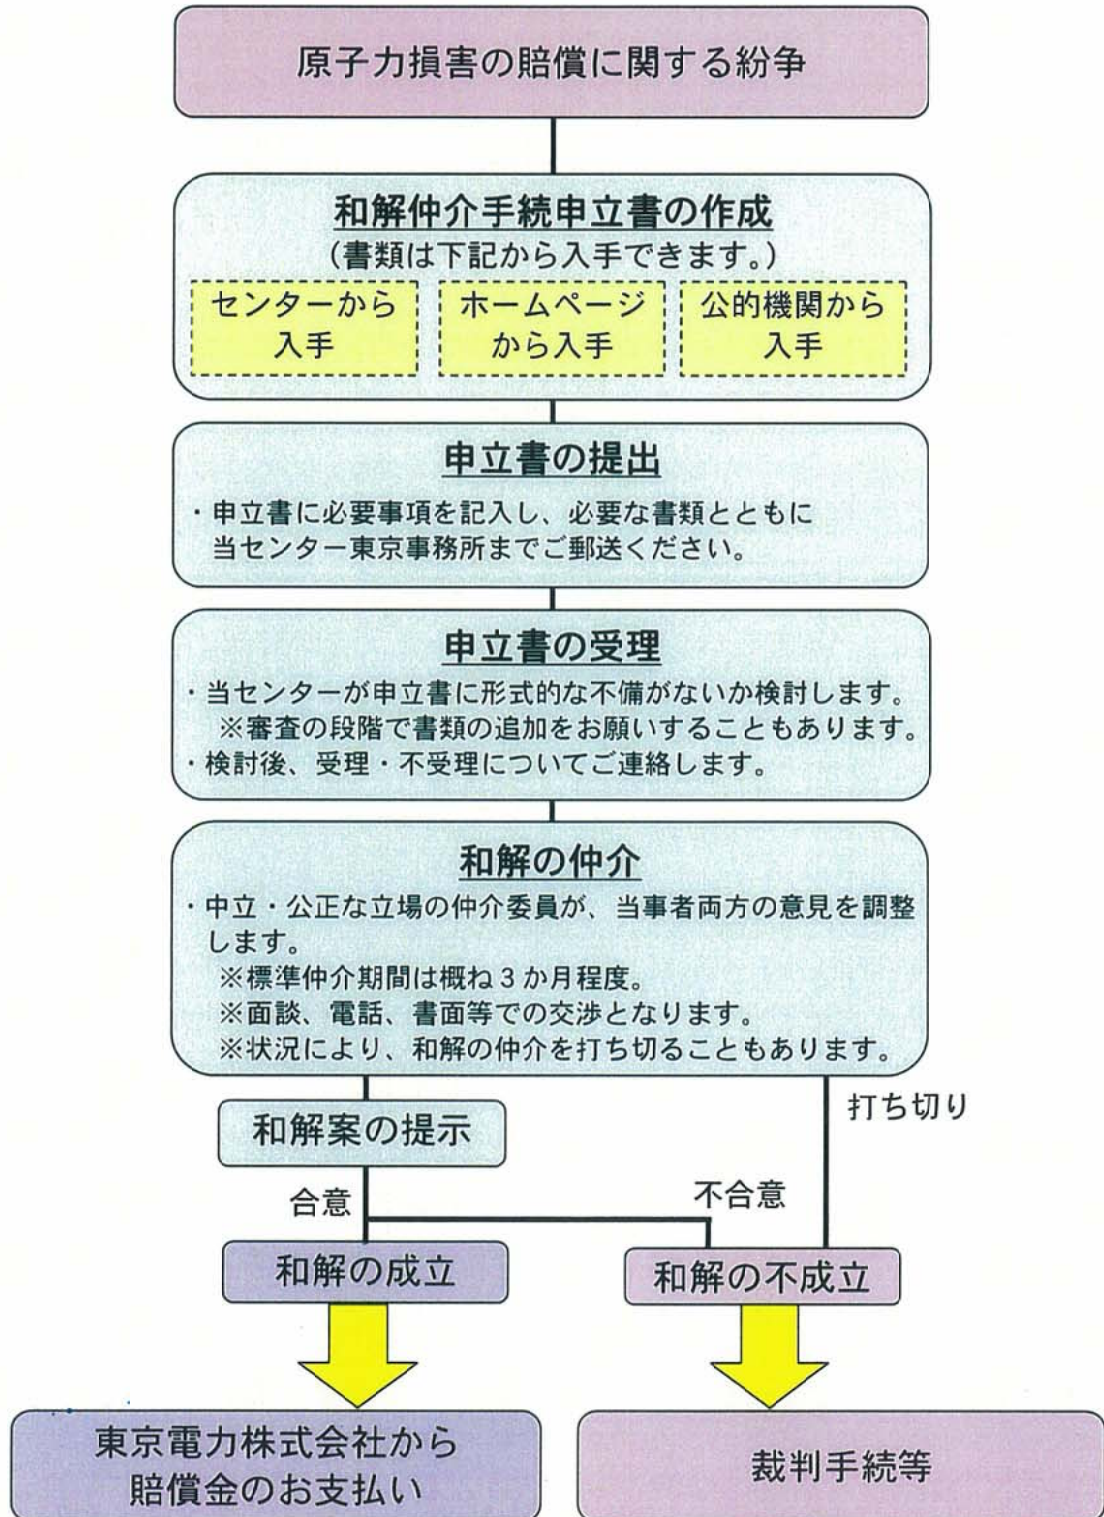 原子力損害の賠償に関する紛争
和解仲介手続申立書の作成
(書類は下記から入手できます。)
センターから
入手
ホームページ
から入手
公的機関から
入手
申立書の提出
・申立書に必要事項を記入し、必要な書類とともに
当センター東京事務所までご郵送ください。
申立書の受理
・当センターが申立書に形式的な不備がないか検討します。
※審査の段階で書類の追加をお願いすることもあります。
・検討後、受理・不受理についてご連絡します。
和解の仲介
・中立・公正な立場の仲介委員が、当事者両方の意見を調整
します。
※標準仲介期間は概ね3か月程度。
※面談、電話、書面等での交渉となります。
※状況により、和解の仲介を打ち切ることもあります。
打ち切り
和解案の提示
合意
不合意
和解の成立
和解の不成立
東京電力株式会社から
賠償金のお支払い
裁判手続等